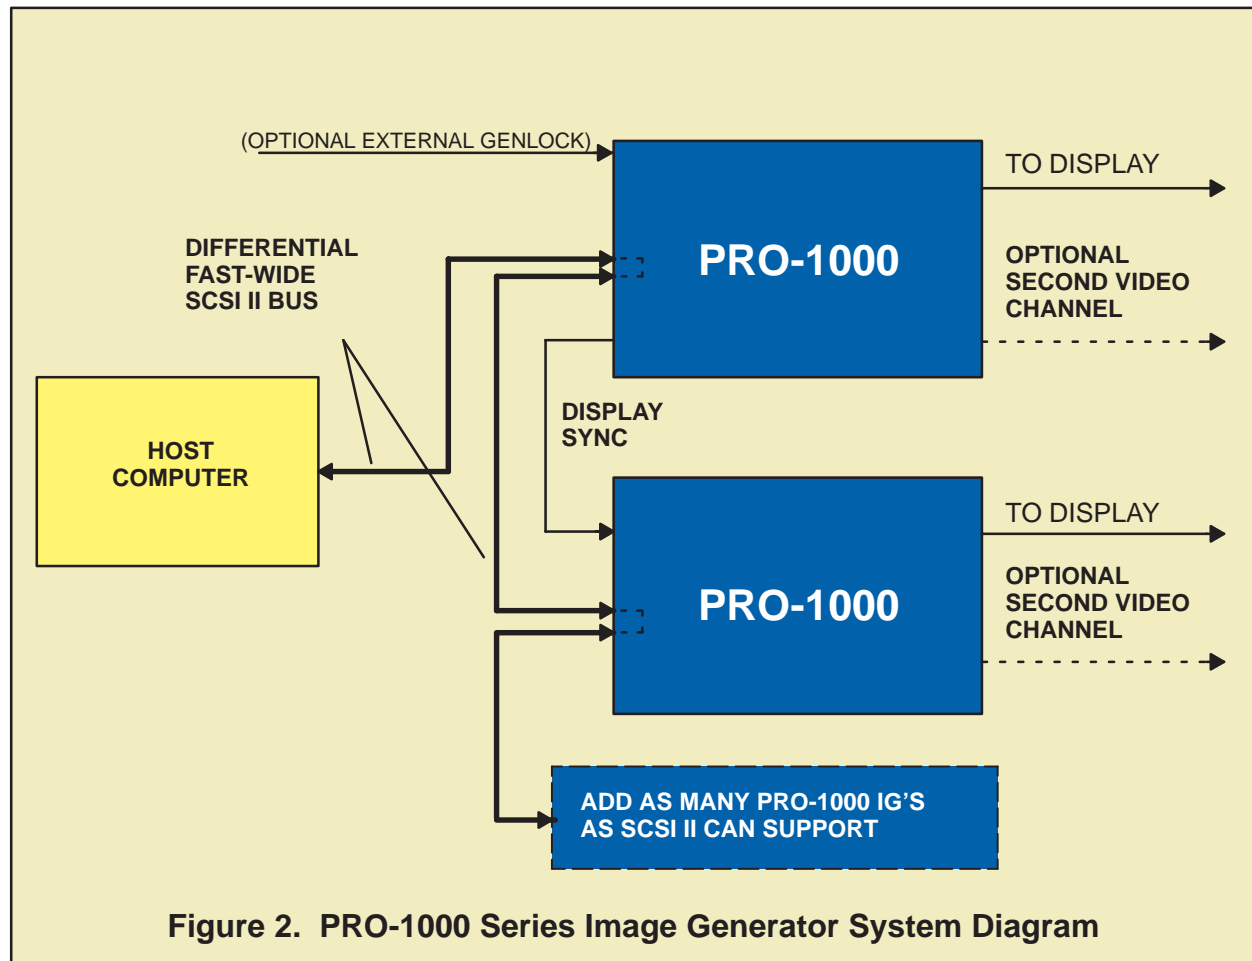 (OPTIONAL EXTERNAL GENLOCK)
PRO-1000
TO DISPLAY
OPTIONAL
SECOND VIDEO
CHANNEL
DIFFERENTIAL
FAST-WIDE
SCSI II BUS
HOST
COMPUTER
DISPLAY
SYNC
PRO-1000
TO DISPLAY
OPTIONAL
SECOND VIDEO
CHANNEL
ADD AS MANY PRO-1000 IG’S
AS SCSI II CAN SUPPORT
Figure 2. PRO-1000 Series Image Generator System Diagram